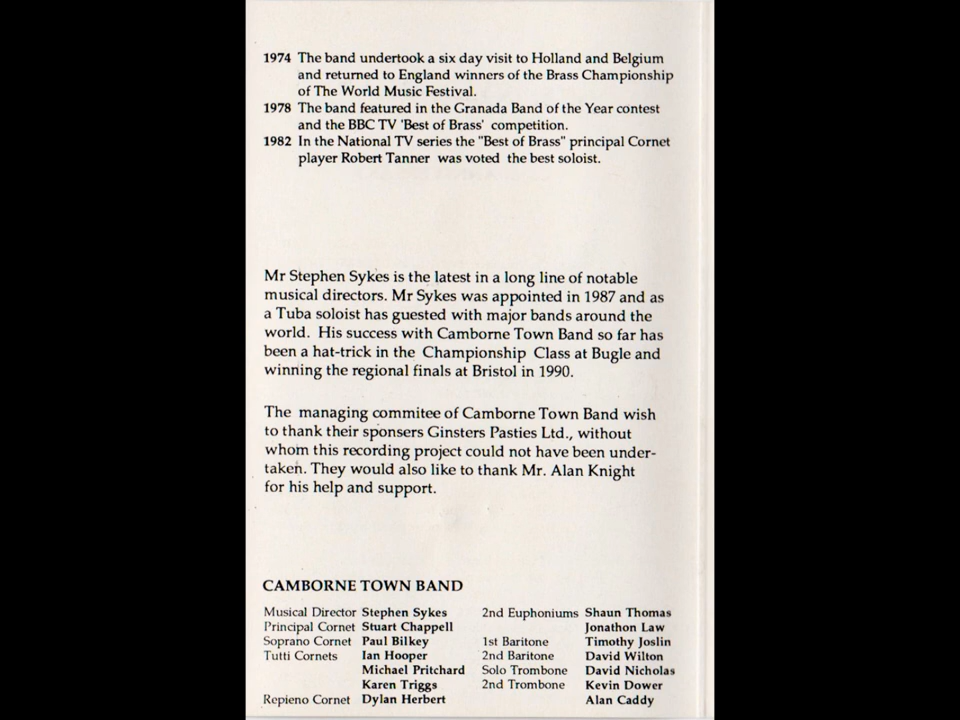 1974 The band undertook a six day visit to Holland and Belgium
and returned to England winners of the Brass Championship
of The World Music Festival.
1978 The band featured in the Granada Band of the Year contest
and the BBC TV 'Best of Brass' competition.
1982 In the National TV series the "Best of Brass" principal Cornet
player Robert Tanner was voted the best soloist.
Mr Stephen Sykes is the latest in a long line of notable
musical directors. Mr Sykes was appointed in 1987 and as
a Tuba soloist has guested with major bands around the
world. His success with Camborne Town Band so far has
been a hat-trick in the Championship Class at Bugle and
winning the regional finals at Bristol in 1990.
The managing commitee of Camborne Town Band wish
to thank their sponsers Ginsters Pasties Ltd., without
whom this recording project could not have been under-
taken. They would also like to thank Mr. Alan Knight
for his help and support.
CAMBORNE TOWN BAND
Musical Director Stephen Sykes
Principal Cornet Stuart Chappell
Soprano Cornet Paul Bilkey
Tutti Cornets Ian Hooper
Michael Pritchard
Karen Triggs
Repieno Cornet Dylan Herbert
2nd Euphoniums Shaun Thomas
Jonathon Law
1st Baritone Timothy Joslin
2nd Baritone David Wilton
Solo Trombone David Nicholas
2nd Trombone Kevin Dower
Alan Caddy